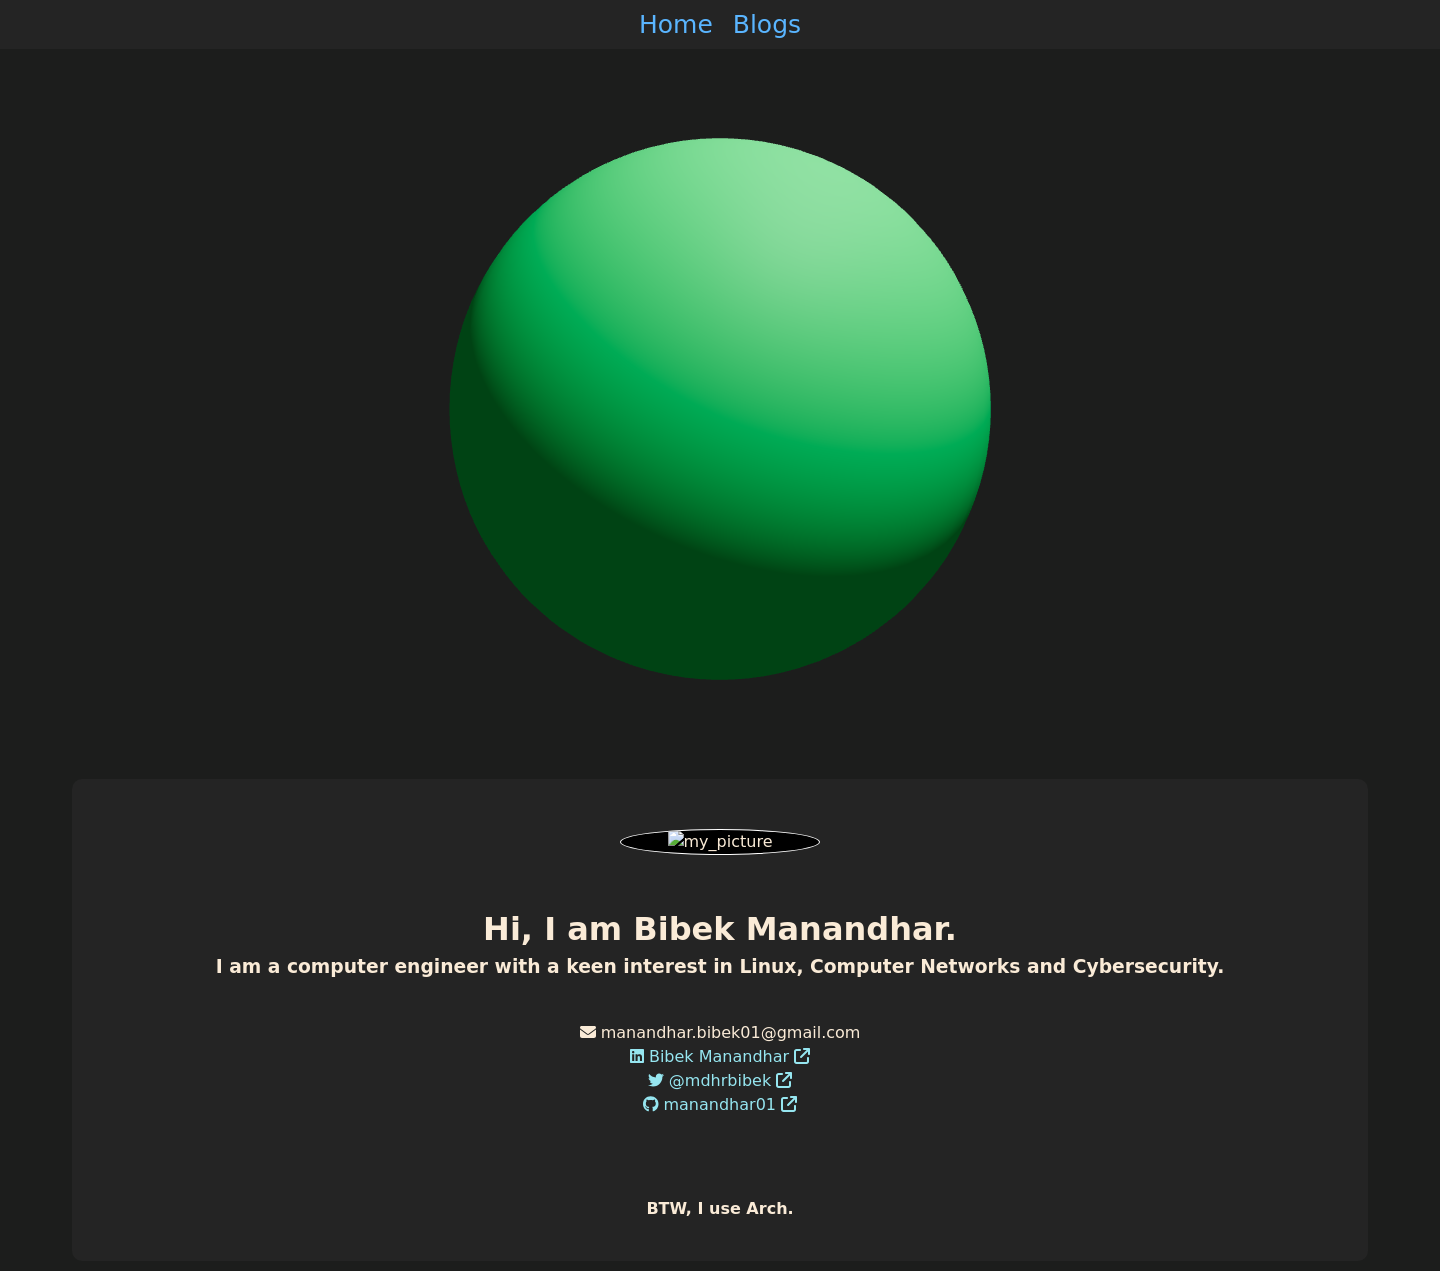 Home Blogs
my_picture
Hi, I am Bibek Manandhar.
I am a computer engineer with a keen interest in Linux, Computer Networks and Cybersecurity.
manandhar.bibek01@gmail.com
Bibek Manandhar
@mdhrbibek
manandhar01
BTW, I use Arch.